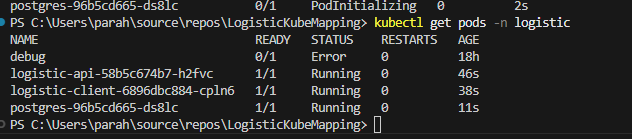 postgres-96b5cd665-ds8lc 0/1 PodInitializing 0 2s
PS C:\Users\parah\source\repos\LogisticKubeMapping> kubectl get pods -n logistic
NAME READY STATUS RESTARTS AGE
debug 0/1 Error 0 18h
logistic-api-58b5c674b7-h2fvc 1/1 Running 0 46s
logistic-client-6896dbc884-cpln6 1/1 Running 0 38s
postgres-96b5cd665-ds8lc 1/1 Running 0 11s
PS C:\Users\parah\source\repos\LogisticKubeMapping>